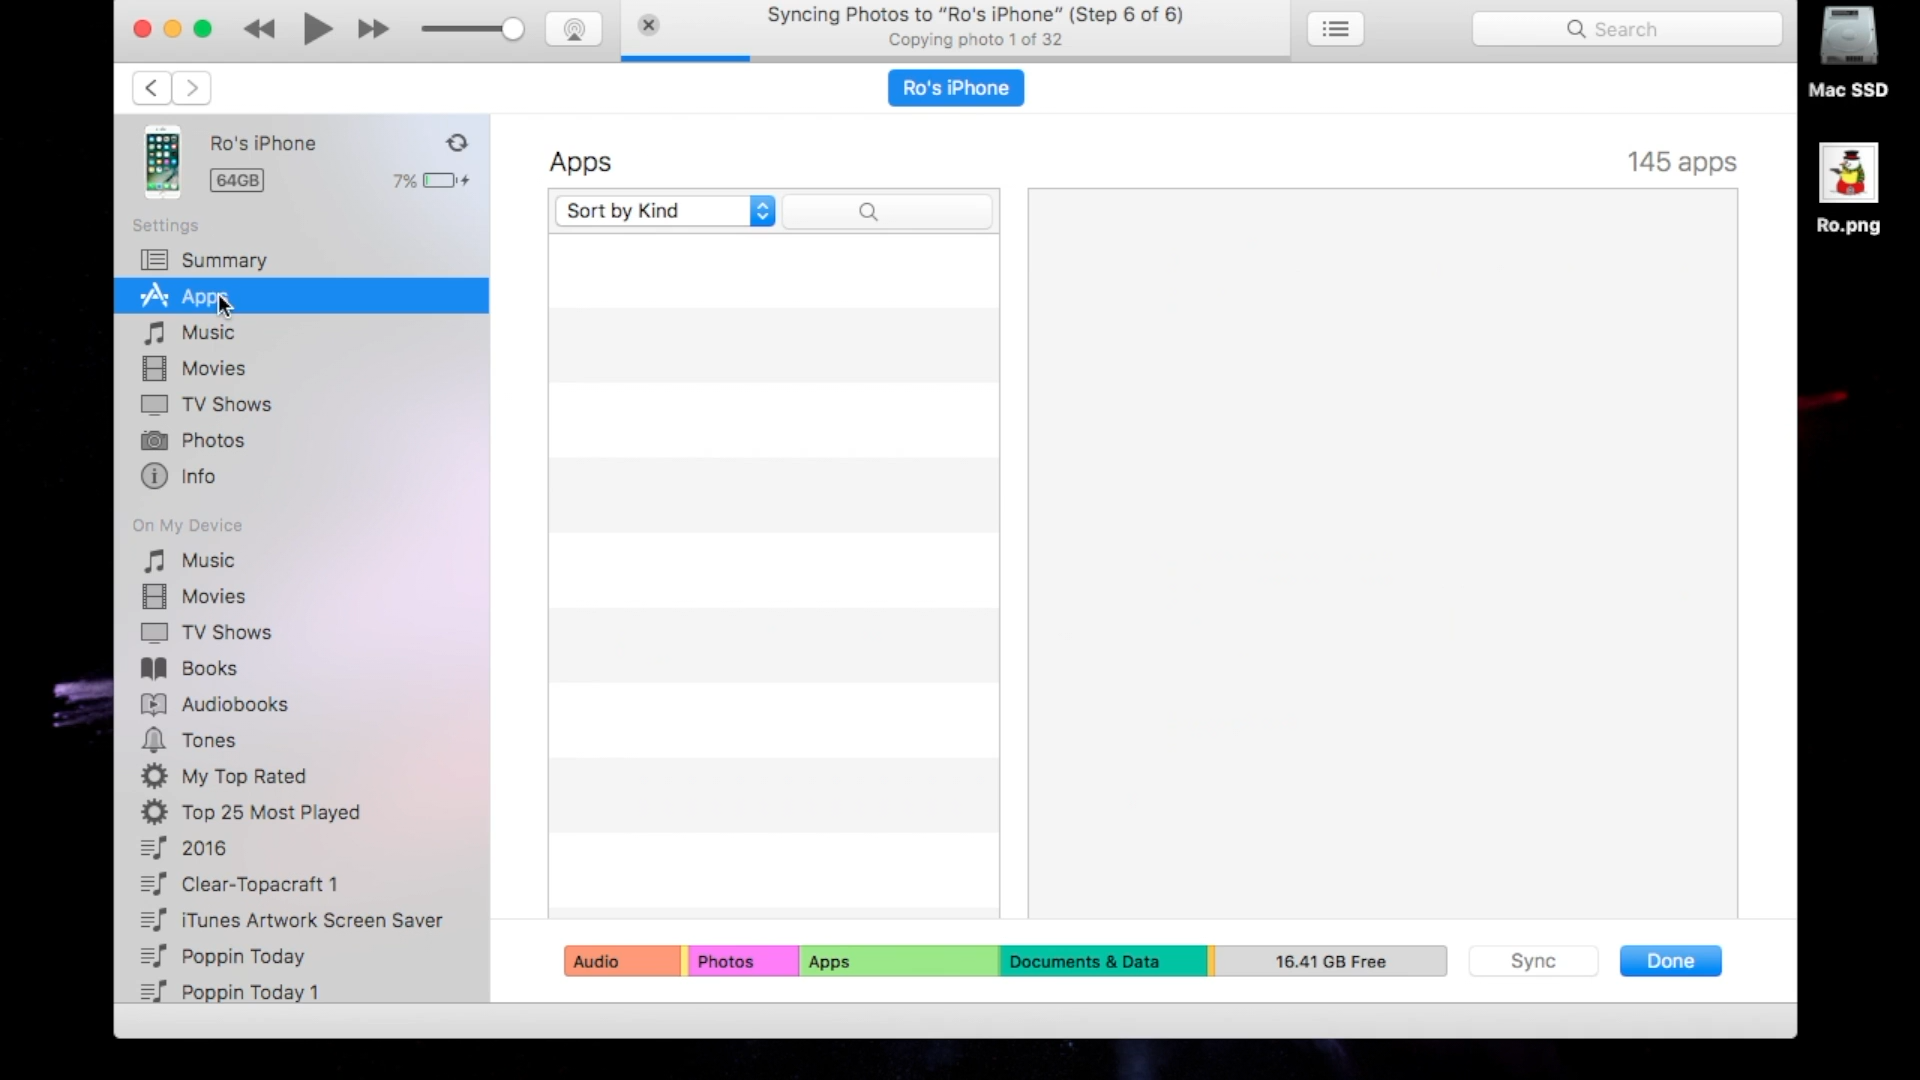 Syncing Photos to “Ro's iPhone” (Step 6 of 6)
Copying photo 1 of 32
Search
Mac SSD
Ro's iPhone
Ro's iPhone
64GB
7%
Settings
Summary
Apps
Music
Movies
TV Shows
Photos
Info
On My Device
Music
Movies
TV Shows
Books
Audiobooks
Tones
My Top Rated
Top 25 Most Played
2016
Clear-Topacraft 1
iTunes Artwork Screen Saver
Poppin Today
Poppin Today 1
Apps
145 apps
Sort by Kind
Audio
Photos
Apps
Documents & Data
16.41 GB Free
Sync
Done
Ro.png